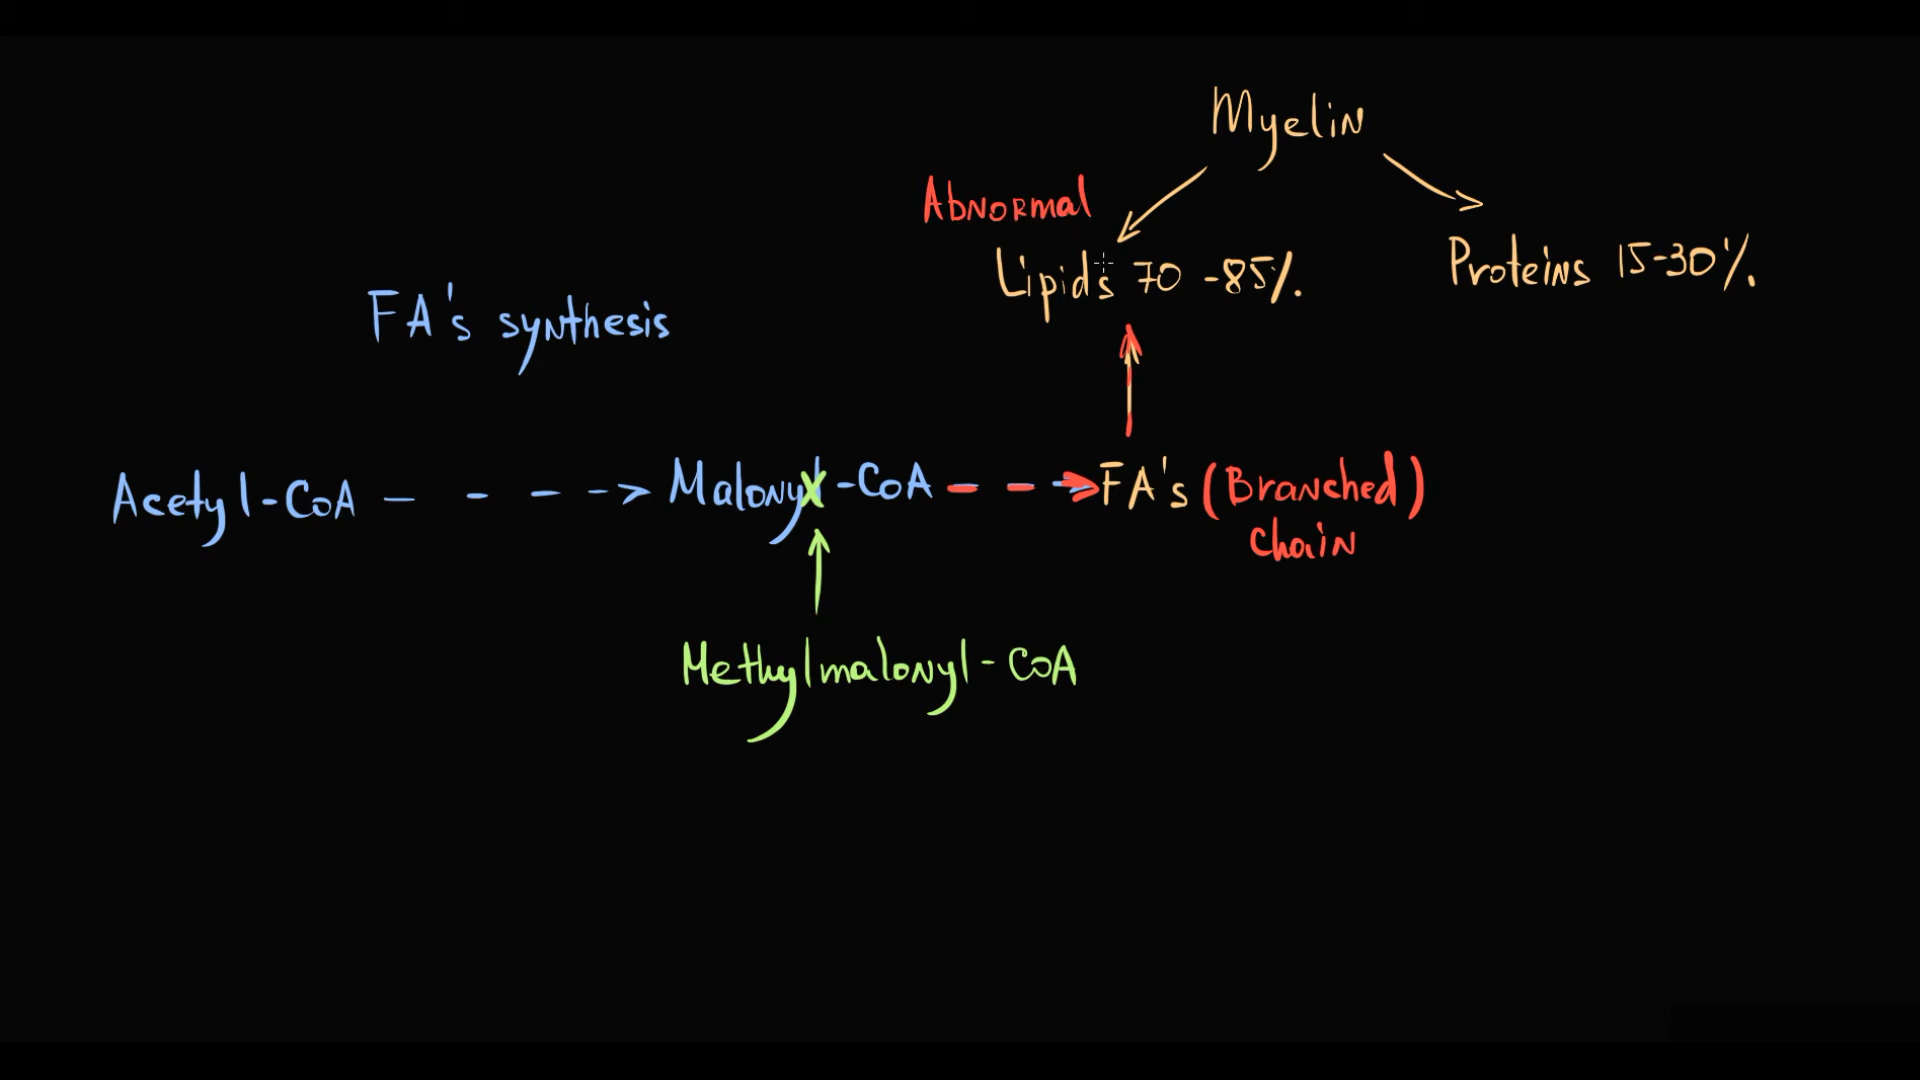 Myelin
Abnormal
Lipids 70 -85%.
Proteins 15-30%.
FA's synthesis
Acetyl-CoA
Malonyl-CoA
FA's (Branched)
chain
Methylmalonyl-CoA